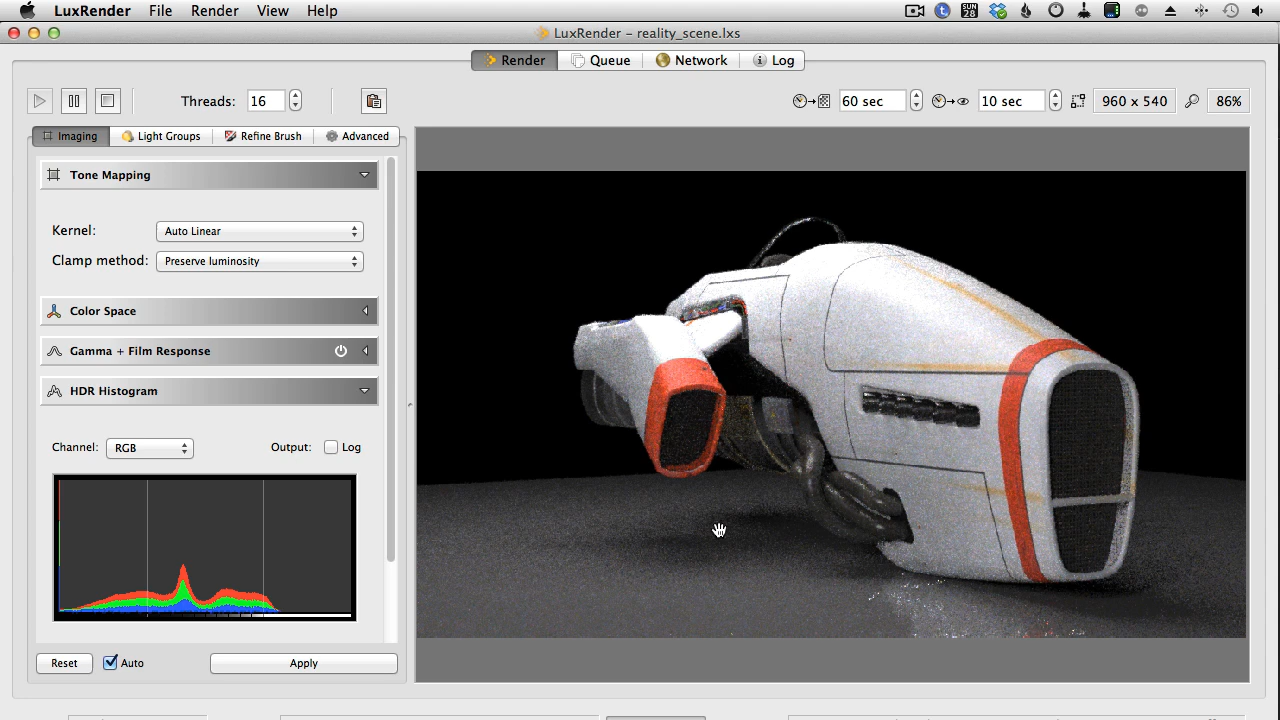 LuxRender File Render View Help SUN 28
LuxRender – reality_scene.lxs
Render Queue Network Log
Threads: 16 60 sec 10 sec 960 x 540 86%
Imaging Light Groups Refine Brush Advanced
Tone Mapping
Kernel: Auto Linear
Clamp method: Preserve luminosity
Color Space
Gamma + Film Response
HDR Histogram
Channel: RGB Output: Log
Reset Auto Apply